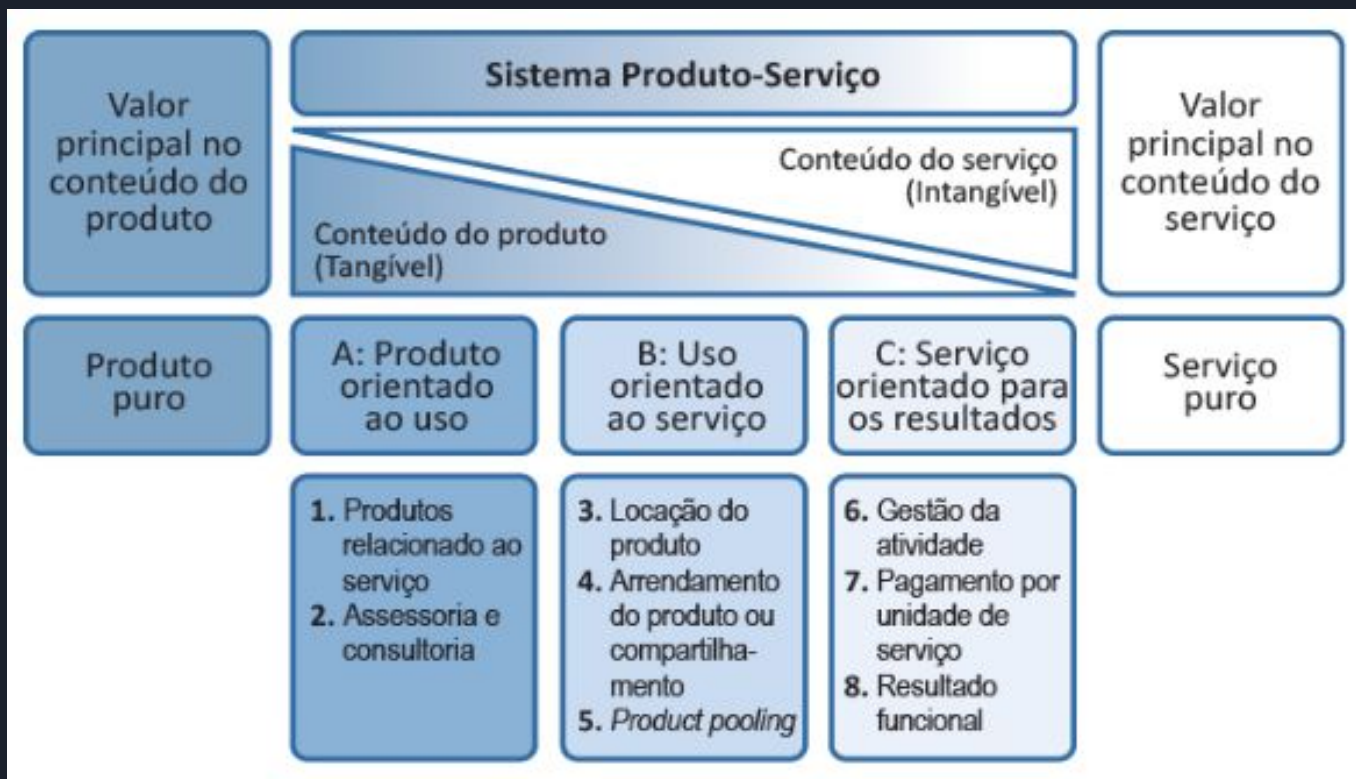 Valor
principal no
conteúdo do
produto
Sistema Produto-Serviço
Conteúdo do serviço
(Intangível)
Conteúdo do produto
(Tangível)
Valor
principal no
conteúdo do
serviço
Produto
puro
A: Produto
orientado
ao uso
B: Uso
orientado
ao serviço
C: Serviço
orientado para
os resultados
Serviço
puro
1. Produtos
relacionado ao
serviço
2. Assessoria e
consultoria
3. Locação do
produto
4. Arrendamento
do produto ou
compartilha-
mento
5. Product pooling
6. Gestão da
atividade
7. Pagamento por
unidade de
serviço
8. Resultado
funcional